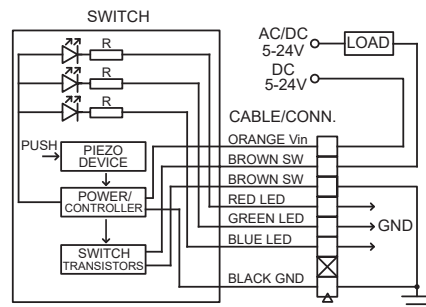 SWITCH
R
R
R
PUSH
PIEZO
DEVICE
POWER/
CONTROLLER
SWITCH
TRANSISTORS
AC/DC
5-24V
LOAD
DC
5-24V
CABLE/CONN.
ORANGE Vin
BROWN SW
BROWN SW
RED LED
GREEN LED
BLUE LED
BLACK GND
GND